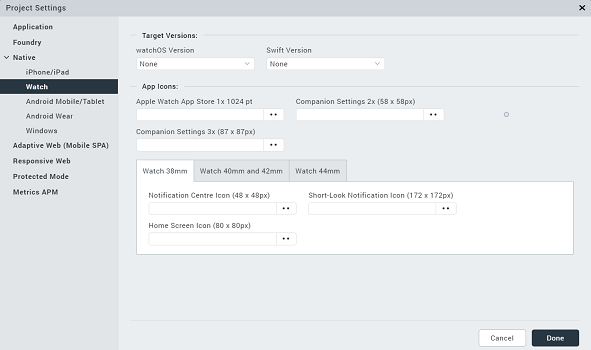 Project Settings
Application
Foundry
Native
iPhone/iPad
Watch
Android Mobile/Tablet
Android Wear
Windows
Adaptive Web (Mobile SPA)
Responsive Web
Protected Mode
Metrics APM
Target Versions:
watchOS Version
Swift Version
None
None
App Icons:
Apple Watch App Store 1x 1024 pt
Companion Settings 2x (58 x 58px)
Companion Settings 3x (87 x 87px)
Watch 38mm
Watch 40mm and 42mm
Watch 44mm
Notification Centre Icon (48 x 48px)
Short-Look Notification Icon (172 x 172px)
Home Screen Icon (80 x 80px)
Cancel
Done